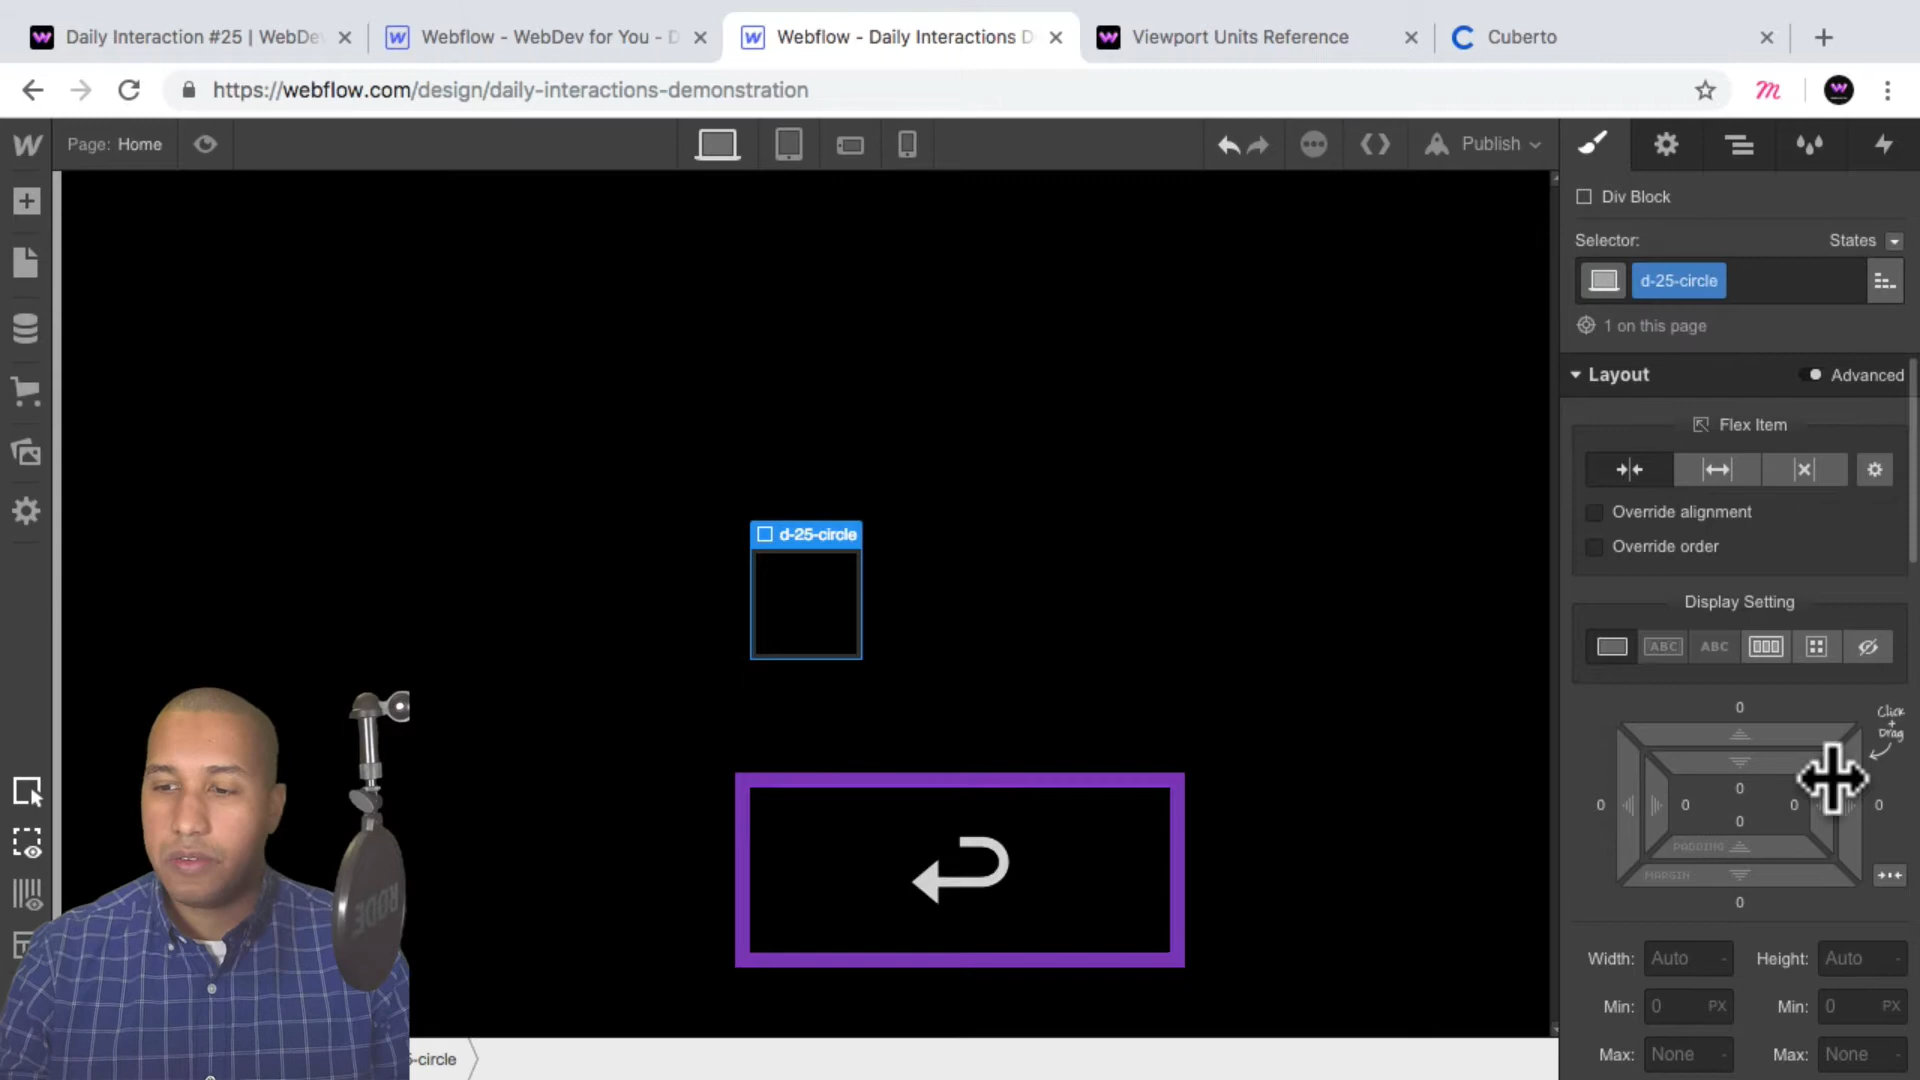 Daily Interaction #25 | WebDe
Webflow - WebDev for You - D
Webflow - Daily Interactions D
Viewport Units Reference
Cuberto
https://webflow.com/design/daily-interactions-demonstration
Page: Home
Publish
Div Block
Selector:
States
d-25-circle
1 on this page
Layout
Advanced
Flex Item
Override alignment
Override order
Display Setting
ABC
ABC
d-25-circle
0
Click
+
Drag
0
0
0
0
0
0
PADDING
MARGIN
0
Width: Auto -
Height: Auto -
Min: 0 PX
Min: 0 PX
Max: None -
Max: None -
RODE
-circle